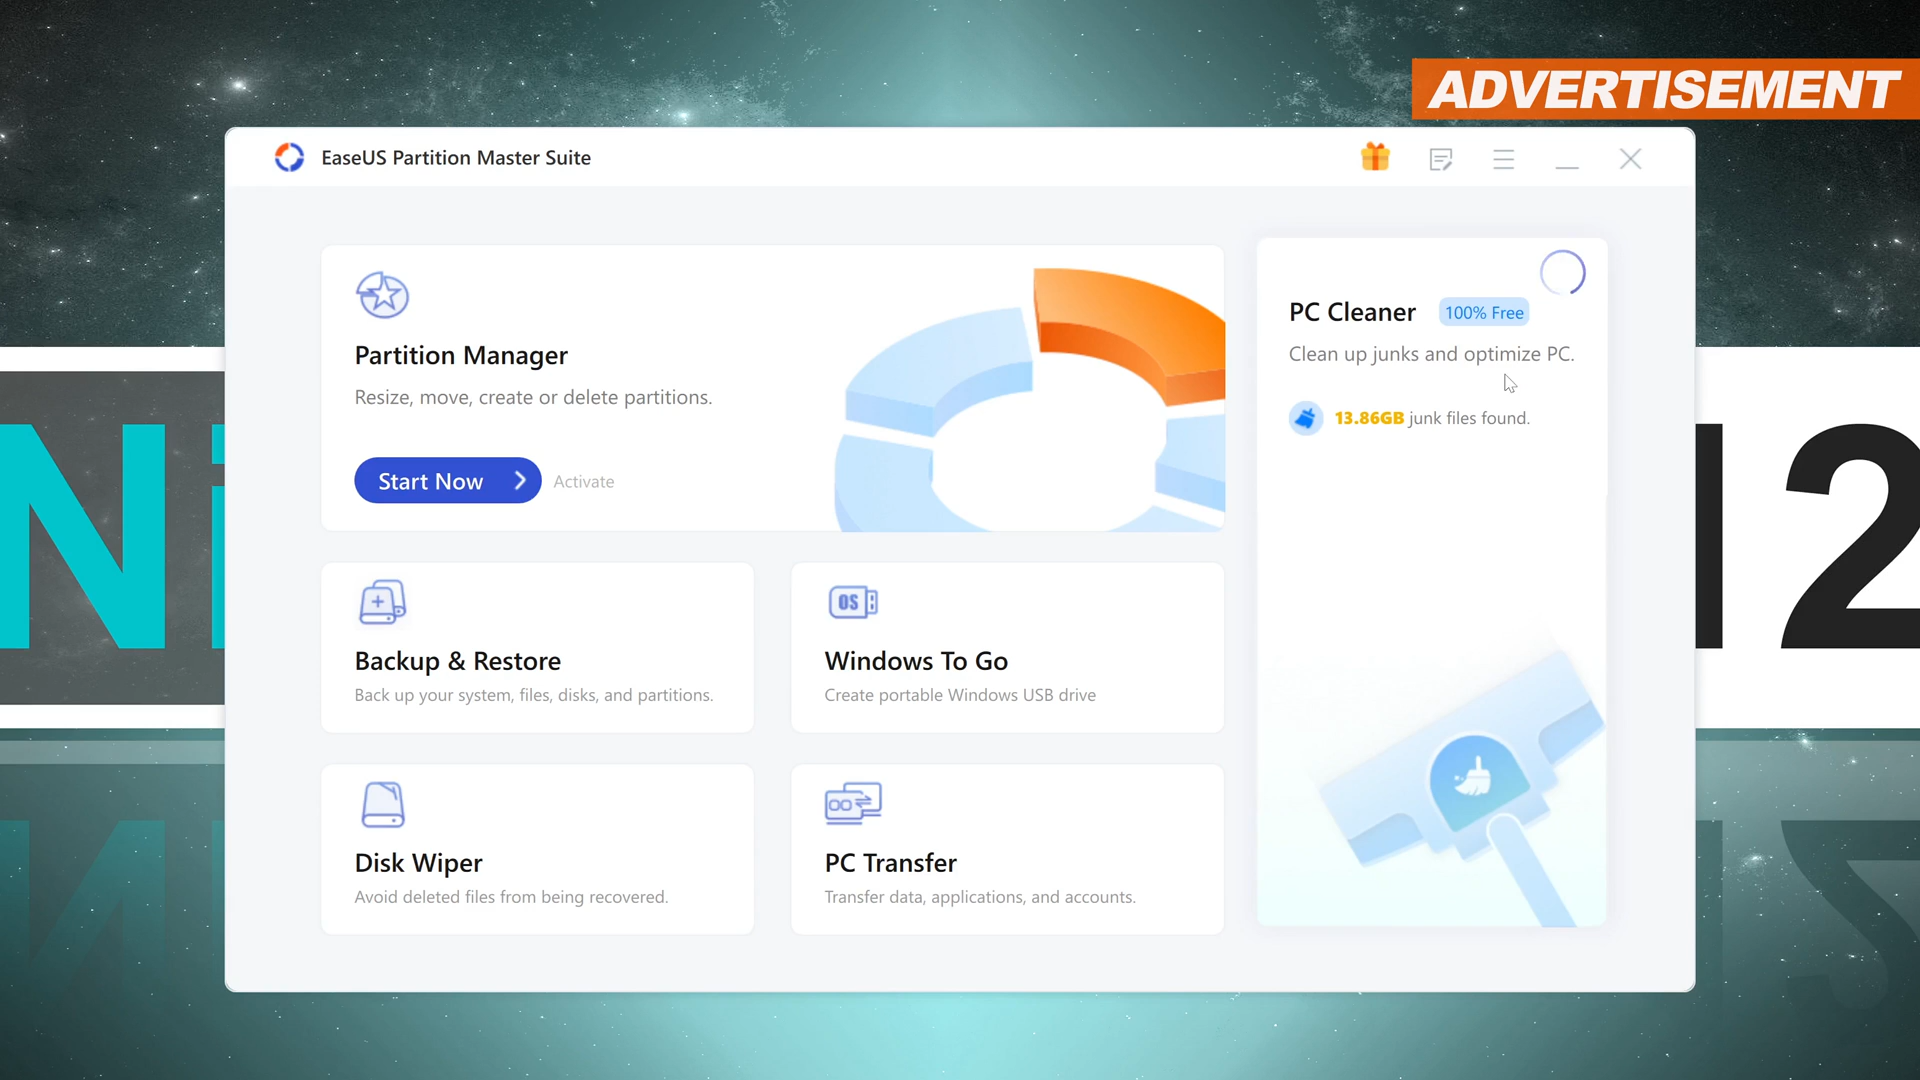 ADVERTISEMENT
EaseUS Partition Master Suite
Partition Manager
Resize, move, create or delete partitions.
Start Now
Activate
PC Cleaner
100% Free
Clean up junks and optimize PC.
13.86GB junk files found.
Backup & Restore
Back up your system, files, disks, and partitions.
OS
Windows To Go
Create portable Windows USB drive
Disk Wiper
Avoid deleted files from being recovered.
PC Transfer
Transfer data, applications, and accounts.
Ni
12